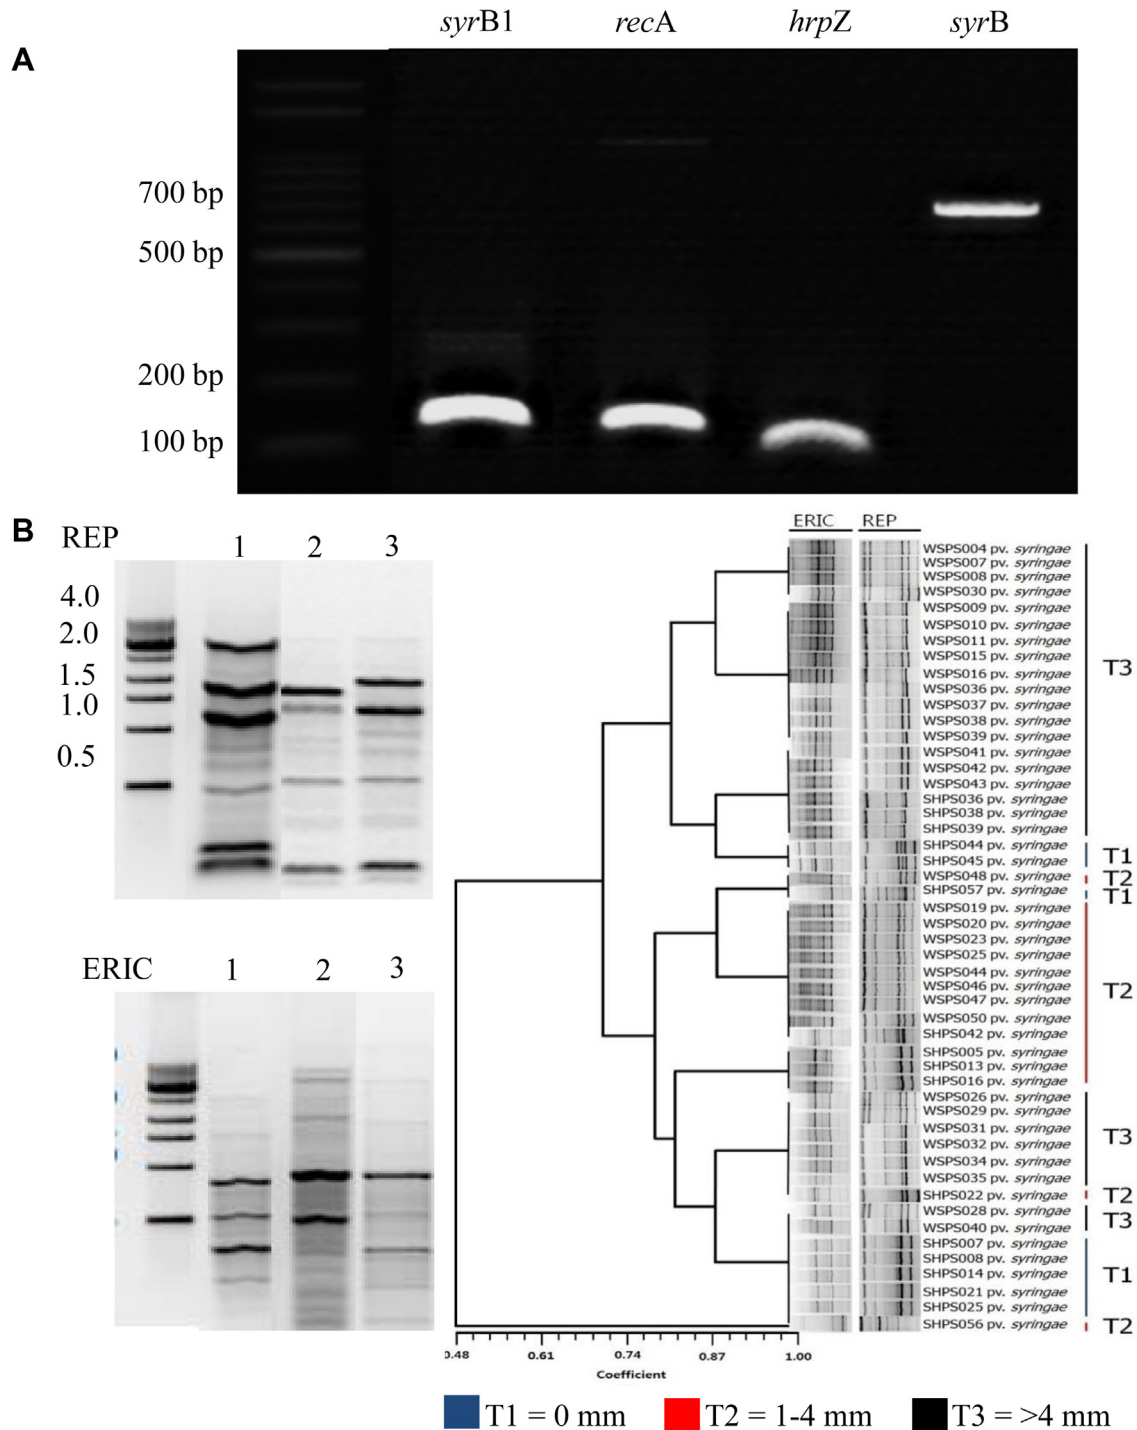 syrB1 recA hrpZ syrB
A
700 bp
500 bp
200 bp
100 bp
B
REP 1 2 3
4.0
2.0
1.5
1.0
0.5
ERIC 1 2 3
ERIC REP
WSPS004 pv. syringae
WSPS007 pv. syringae
WSPS008 pv. syringae
WSPS030 pv. syringae
WSPS009 pv. syringae
WSPS010 pv. syringae
WSPS011 pv. syringae
WSPS015 pv. syringae
WSPS016 pv. syringae
T3
WSPS036 pv. syringae
WSPS037 pv. syringae
WSPS038 pv. syringae
WSPS039 pv. syringae
WSPS041 pv. syringae
WSPS042 pv. syringae
WSPS043 pv. syringae
SHPS036 pv. syringae
SHPS038 pv. syringae
SHPS039 pv. syringae
SHPS044 pv. syringae
T1
SHPS045 pv. syringae
WSPS048 pv. syringae T2
SHPS057 pv. syringae T1
WSPS019 pv. syringae
WSPS020 pv. syringae
WSPS023 pv. syringae
WSPS025 pv. syringae
WSPS044 pv. syringae
WSPS046 pv. syringae
T2
WSPS047 pv. syringae
WSPS050 pv. syringae
SHPS042 pv. syringae
SHPS005 pv. syringae
SHPS013 pv. syringae
SHPS016 pv. syringae
WSPS026 pv. syringae
WSPS029 pv. syringae
WSPS031 pv. syringae
T3
WSPS032 pv. syringae
WSPS034 pv. syringae
WSPS035 pv. syringae
SHPS022 pv. syringae T2
WSPS028 pv. syringae
T3
WSPS040 pv. syringae
SHPS007 pv. syringae
SHPS008 pv. syringae
SHPS014 pv. syringae T1
SHPS021 pv. syringae
SHPS025 pv. syringae
SHPS056 pv. syringae T2
0.48 0.61 0.74 0.87 1.00
Coefficient
T1 = 0 mm T2 = 1-4 mm T3 = >4 mm